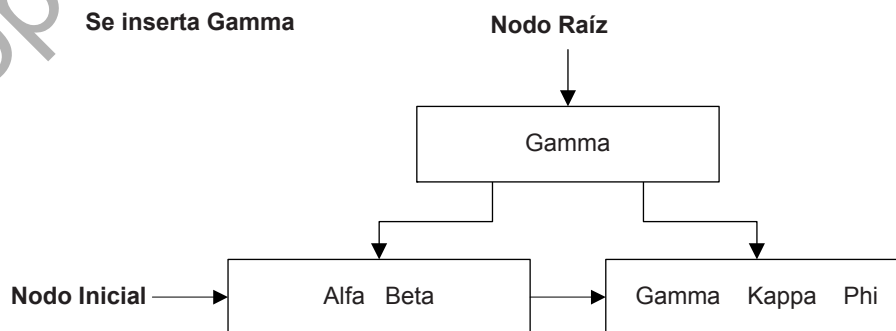 Se inserta Gamma
Nodo Raíz
Gamma
Nodo Inicial
Alfa Beta
Gamma Kappa Phi